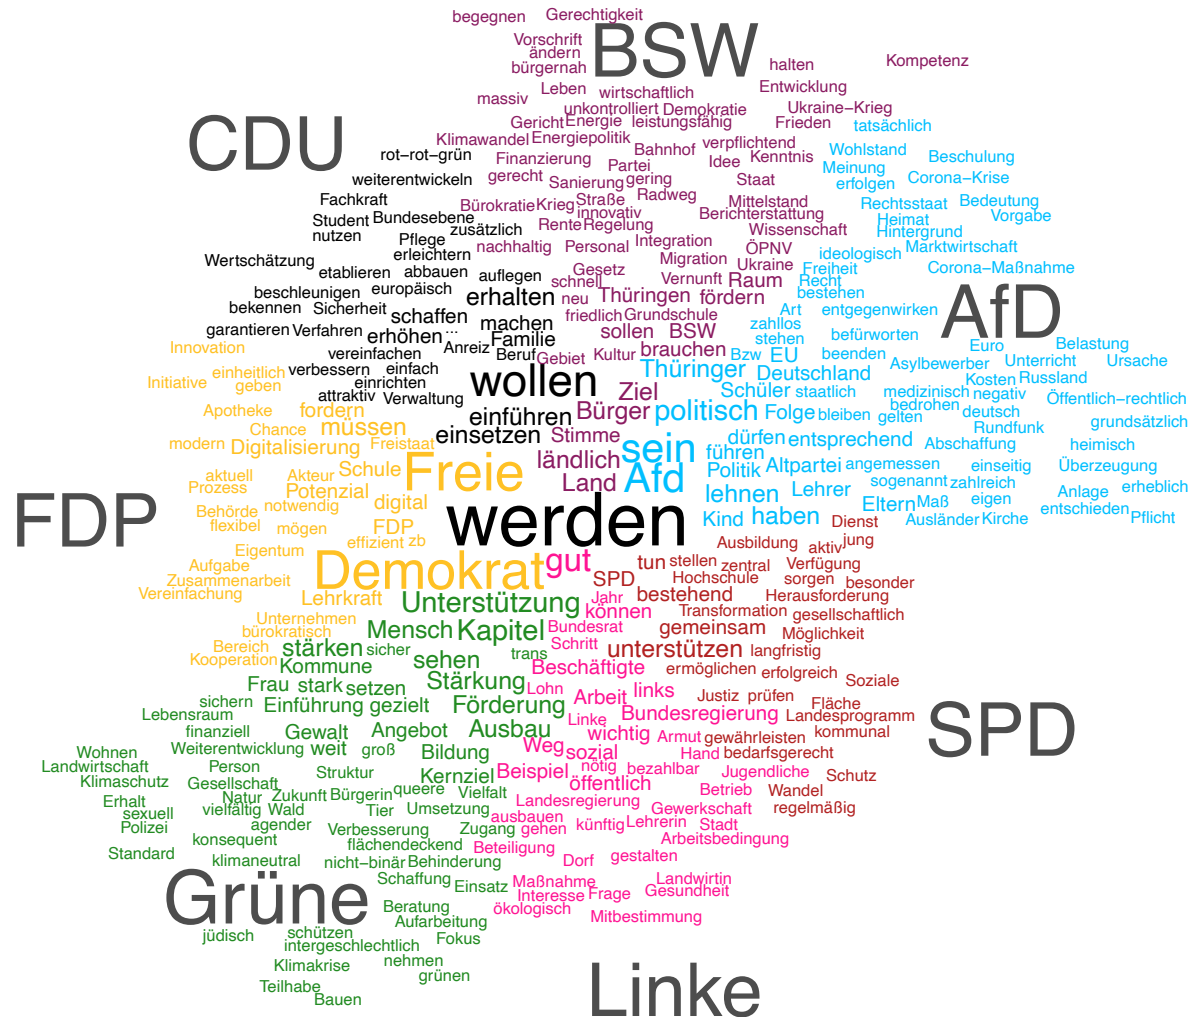 begegnen Gerechtigkeit
BSW
Vorschrift
ändern
bürgernah
halten
Kompetenz
Leben wirtschaftlich
Entwicklung
massiv
unkontrolliert Demokratie
Ukraine-Krieg
CDU
Gericht Energie leistungsfähig
Frieden tatsächlich
Klimawandel Energiepolitik
Bahnhof verpflichtend
Wohlstand
rot-rot-grün
Finanzierung
Partei
Idee Kenntnis
Meinung
Beschulung
weiterentwickeln gerecht Sanierung gering
Staat
erfolgen Corona-Krise
Fachkraft
Bürokratie Krieg Straße Radweg
Mittelstand
Rechtsstaat Bedeutung
Student Bundesebene
innovativ
Berichterstattung
Heimat
Vorgabe
nutzen
zusätzlich
Rente Regelung
Wissenschaft
Hintergrund
Pflege
nachhaltig Personal Integration
ÖPNV
Marktwirtschaft
Wertschätzung
erleichtern
Migration
Ukraine
ideologisch
etablieren abbauen auflegen
Gesetz
Vernunft Raum
Freiheit
Corona-Maßnahme
beschleunigen europäisch
schnell
Recht
bestehen
bekennen Sicherheit
erhalten neu Thüringen fördern
AfD
schaffen
friedlich Grundschule
Art entgegenwirken
garantieren Verfahren erhöhen ... machen
sollen BSW
zahllos
stehen
befürworten
Innovation
vereinfachen
Anreiz Familie
Beruf Gebiet Kultur brauchen
Bzw EU beenden
Euro
Belastung
Initiative einheitlich
geben
verbessern einfach
einrichten
wollen
Thüringer Deutschland
Asylbewerber Unterricht Ursache
Kosten Russland
attraktiv Verwaltung
Ziel
Schüler staatlich
medizinisch negativ
Öffentlich-rechtlich
Apotheke fordern
einführen Bürger politisch Folge bleiben
bedrohen
gelten deutsch
Rundfunk grundsätzlich
Chance müssen
modern Digitalisierung Freistaat
einsetzen Stimme
sein
dürfen entsprechend
führen
Abschaffung heimisch
aktuell
Akteur Schule Freie
ländlich
Afd
Politik Altpartei angemessen
einseitig Überzeugung
Prozess
Potenzial
Land
sogenannt zahlreich
FDP
Behörde notwendig digital
lehnen Lehrer
Anlage erheblich
flexibel mögen FDP
werden
Kind haben
Eltern Maß eigen
entschieden
Ausländer Kirche
Pflicht
Dienst
Eigentum effizient zb
Ausbildung aktiv jung
Aufgabe
Zusammenarbeit
Vereinfachung
Demokrat gut
tun stellen zentral Verfügung
SPD Hochschule sorgen besonder
Lehrkraft
Unterstützung
Jahr bestehend
Herausforderung
Unternehmen
können Transformation gesellschaftlich
bürokratisch
Mensch Kapitel Bundesrat
gemeinsam Möglichkeit
Bereich
stärken sicher
trans Schritt unterstützen langfristig
Kooperation Kommune sehen
Beschäftigte
ermöglichen erfolgreich
Frau stark setzen Stärkung Lohn
Arbeit links
Soziale
Justiz prüfen
sichern Einführung gezielt
Förderung
Fläche
Lebensraum
Linke
Bundesregierung Landesprogramm
SPD
finanziell Gewalt Angebot Ausbau
wichtig Armut gewährleisten kommunal
Wohnen Weiterentwicklung weit groß Bildung
Weg sozial
Hand bedarfsgerecht
Landwirtschaft
Person Struktur Kernziel Beispiel nötig bezahlbar Jugendliche Schutz
Klimaschutz Gesellschaft
öffentlich
Betrieb Wandel
Erhalt Natur Zukunft Bürgerin queere Vielfalt
Landesregierung
regelmäßig
sexuell vielfältig Wald
Tier Umsetzung ausbauen
Gewerkschaft
Polizei agender
Verbesserung Zugang gehen künftig Lehrerin Stadt
konsequent
flächendeckend Beteiligung
Arbeitsbedingung
Standard klimaneutral nicht-binär Behinderung
Dorf gestalten
Grüne
Schaffung Einsatz Maßnahme
Landwirtin
Interesse Frage Gesundheit
Beratung ökologisch Mitbestimmung
Aufarbeitung
jüdisch schützen
Fokus
intergeschlechtlich
Klimakrise nehmen
grünen
Linke
Teilhabe
Bauen